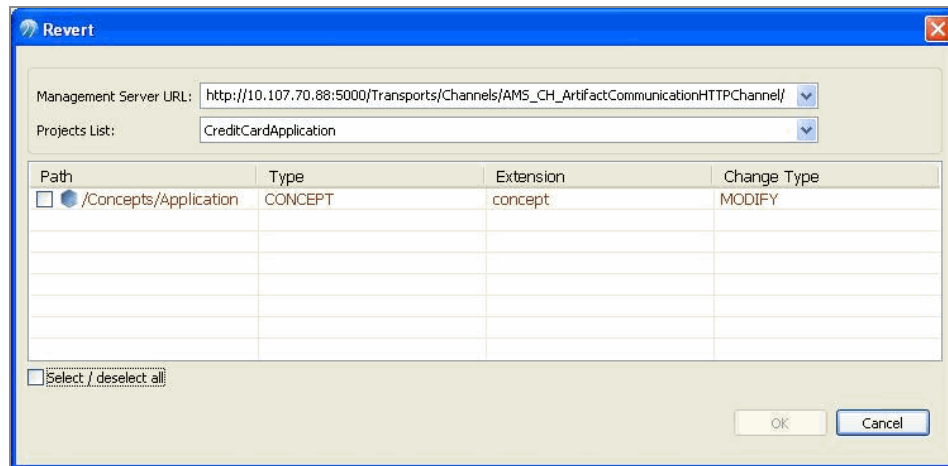 Revert
Management Server URL: http://10.107.70.88:5000/Transports/Channels/AMS_CH_ArtifactCommunicationHTTPChannel/
Projects List: CreditCardApplication
Path Type Extension Change Type
/Concepts/Application CONCEPT concept MODIFY
Select / deselect all
OK Cancel